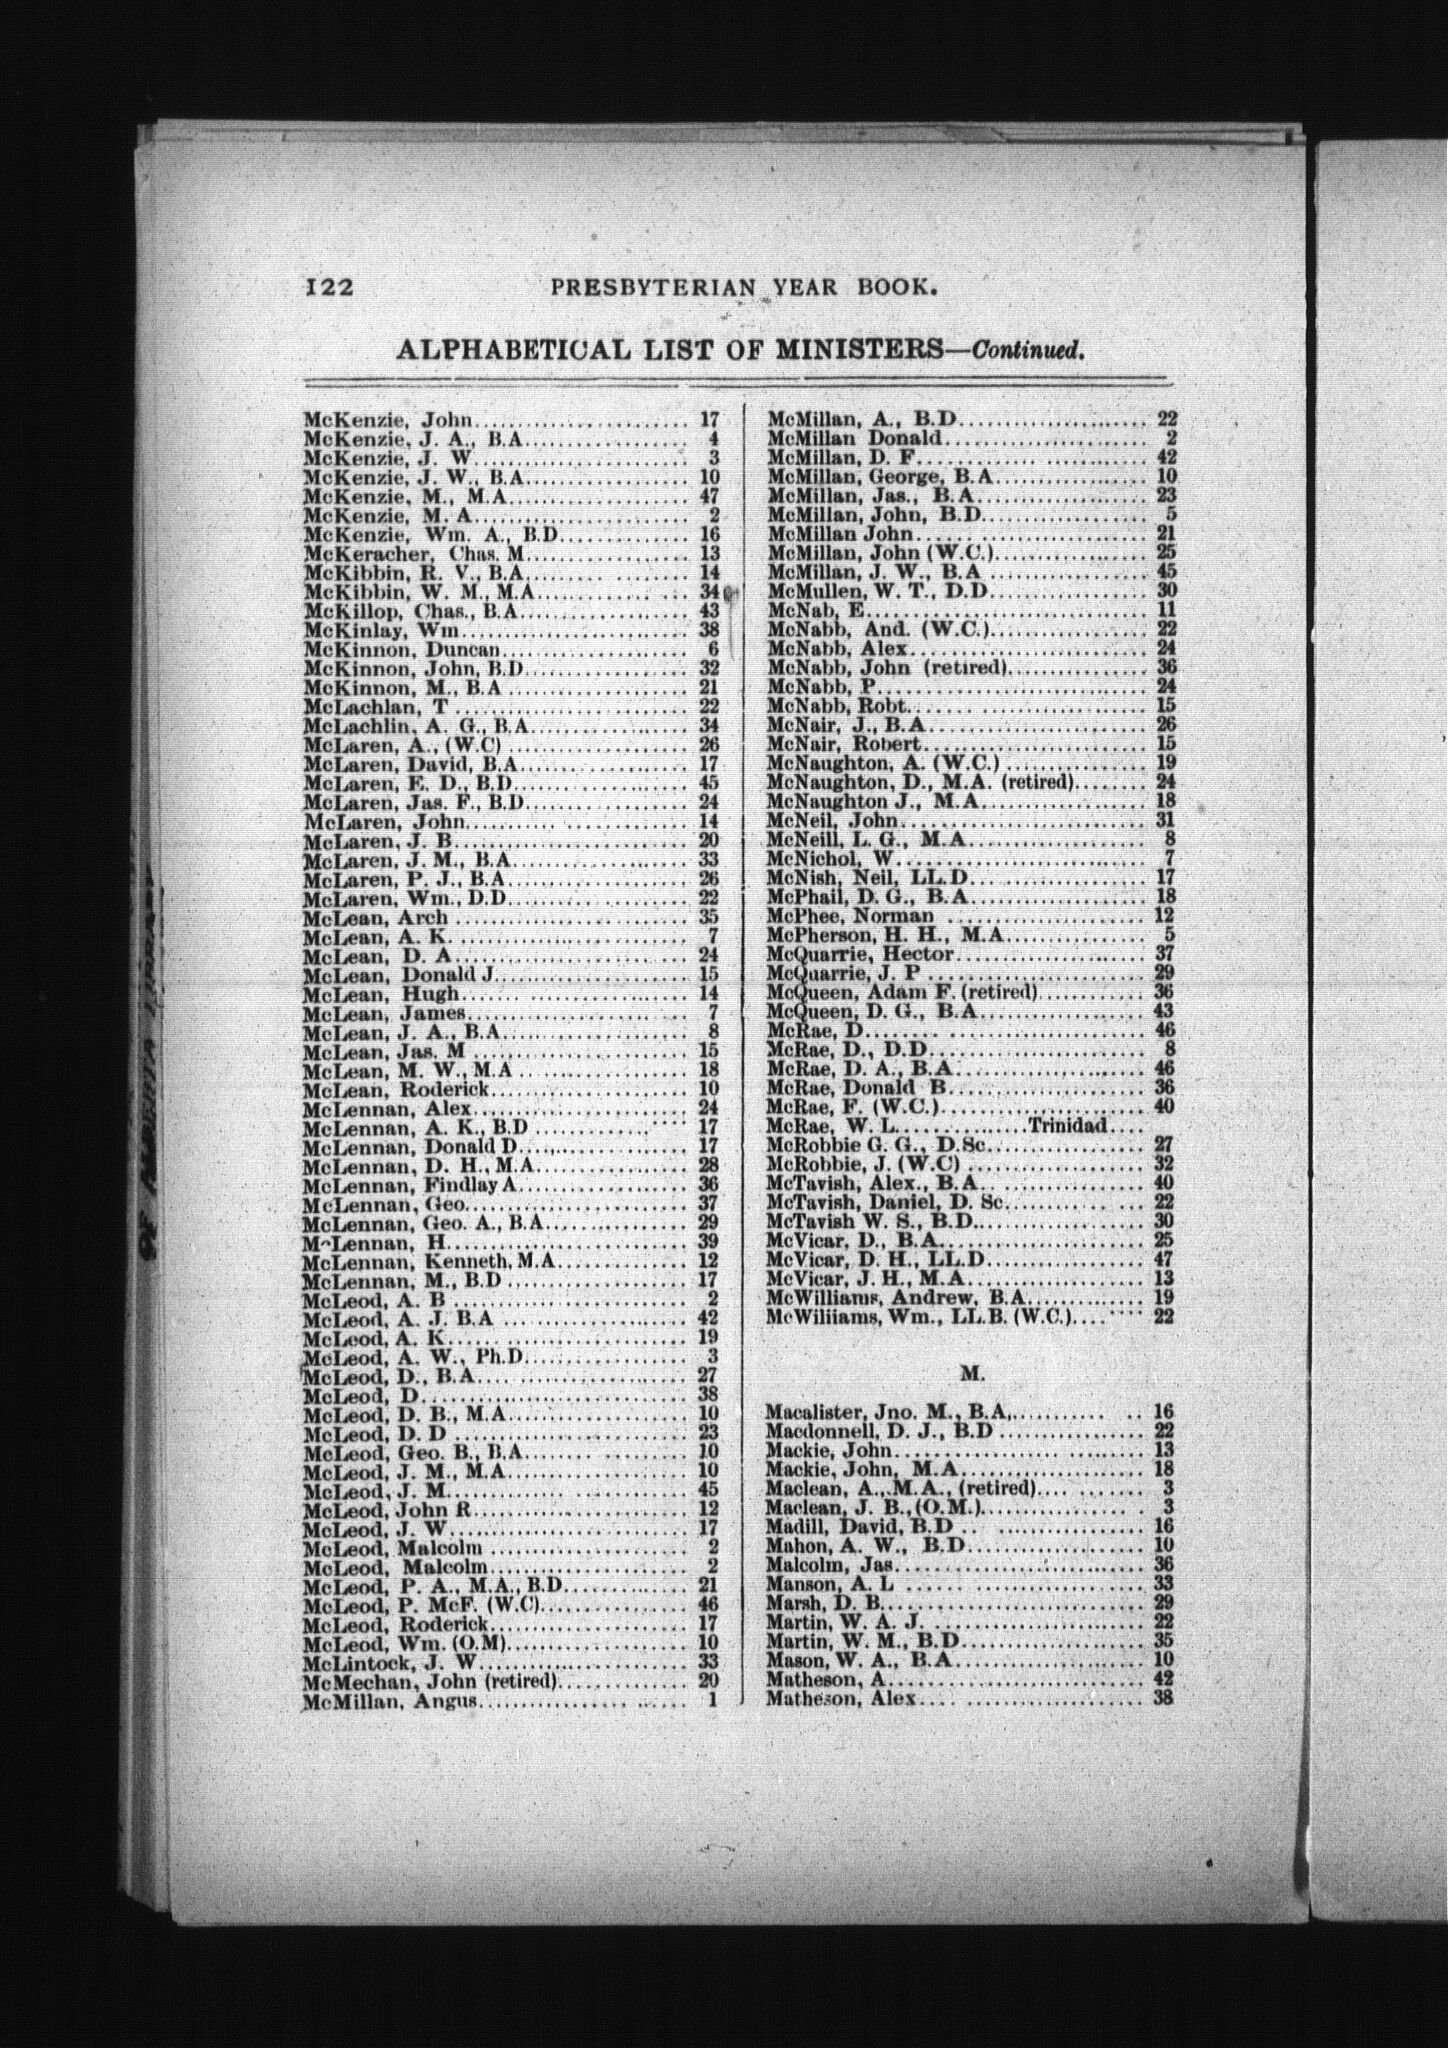 122 PRESBYTERIAN YEAR BOOK.
ALPHABETICAL LIST OF MINISTERS—Continued.
McKenzie, John 17
McKenzie, J. A., B.A. 4
McKenzie, J. W. 3
McKenzie, J. W., B.A. 10
McKenzie, M., M.A. 47
McKenzie, M. A. 2
McKenzie, Wm. A., B.D. 16
McKeracher, Chas. M. 13
McKibbin, R. V., B.A. 14
McKibbin, W. M., M.A. 34
McKillop, Chas., B.A. 43
McKinlay, Wm. 38
McKinnon, Duncan 6
McKinnon, John, B.D. 32
McKinnon, M., B.A. 21
McLachlan, T 22
McLachlin, A. G., B.A. 34
McLaren, A., (W.C) 26
McLaren, David, B.A. 17
McLaren, E. D., B.D. 45
McLaren, Jas. F., B.D. 24
McLaren, John. 14
McLaren, J. B. 20
McLaren, J. M., B.A. 33
McLaren, P. J., B.A. 26
McLaren, Wm., D.D. 22
McLean, Arch 35
McLean, A. K. 7
McLean, D. A. 24
McLean, Donald J. 15
McLean, Hugh 14
McLean, James 7
McLean, J. A., B.A. 8
McLean, Jas. M 15
McLean, M. W., M.A 18
McLean, Roderick 10
McLennan, Alex 24
McLennan, A. K., B.D 17
McLennan, Donald D. 17
McLennan, D. H., M.A. 28
McLennan, Findlay A. 36
McLennan, Geo. 37
McLennan, Geo. A., B.A. 29
McLennan, H. 39
McLennan, Kenneth, M.A. 12
McLennan, M., B.D 17
McLeod, A. B 2
McLeod, A. J. B.A 42
McLeod, A. K. 19
McLeod, A. W., Ph.D. 3
McLeod, D., B.A. 27
McLeod, D. 38
McLeod, D. B., M.A. 10
McLeod, D. D 23
McLeod, Geo. B., B.A. 10
McLeod, J. M., M.A. 10
McLeod, J. M. 45
McLeod, John R. 12
McLeod, J. W. 17
McLeod, Malcolm 2
McLeod, Malcolm 2
McLeod, P. A., M.A., B.D. 21
McLeod, P. McF. (W.C). 46
McLeod, Roderick 17
McLeod, Wm. (O.M). 10
McLintock, J. W. 33
McMechan, John (retired) 20
McMillan, Angus 1
McMillan, A., B.D. 22
McMillan Donald 2
McMillan, D. F. 42
McMillan, George, B.A. 10
McMillan, Jas., B.A. 23
McMillan, John, B.D. 5
McMillan John 21
McMillan, John (W.C.) 25
McMillan, J. W., B.A 45
McMullen, W. T., D.D. 30
McNab, E. 11
McNabb, And. (W.C.) 22
McNabb, Alex. 24
McNabb, John (retired) 36
McNabb, P. 24
McNabb, Robt. 15
McNair, J., B.A. 26
McNair, Robert 15
McNaughton, A. (W.C.) 19
McNaughton, D., M.A. (retired) 24
McNaughton J., M.A. 18
McNeil, John 31
McNeill, L. G., M.A. 8
McNichol, W. 7
McNish, Neil, LL.D. 17
McPhail, D. G., B.A. 18
McPhee, Norman 12
McPherson, H. H., M.A. 5
McQuarrie, Hector 37
McQuarrie, J. P 29
McQueen, Adam F. (retired) 36
McQueen, D. G., B.A. 43
McRae, D. 46
McRae, D., D.D. 8
McRae, D. A., B.A. 46
McRae, Donald B. 36
McRae, F. (W.C.) 40
McRae, W. L. Trinidad
McRobbie G. G., D.Sc. 27
McRobbie, J. (W.C) 32
McTavish, Alex., B.A. 40
McTavish, Daniel, D. Sc. 22
McTavish W. S., B.D. 30
McVicar, D., B.A. 25
McVicar, D. H., LL.D. 47
McVicar, J. H., M.A. 13
McWilliams, Andrew, B.A. 19
McWilliams, Wm., LL.B. (W.C.) 22
M.
Macalister, Jno. M., B.A. 16
Macdonnell, D. J., B.D 22
Mackie, John 13
Mackie, John, M.A. 18
Maclean, A., M.A., (retired) 3
Maclean, J. B., (O.M.) 3
Madill, David, B.D 16
Mahon, A. W., B.D. 10
Malcolm, Jas. 36
Manson, A. L 33
Marsh, D. B. 29
Martin, W. A. J. 22
Martin, W. M., B.D. 35
Mason, W. A., B.A. 10
Matheson, A. 42
Matheson, Alex 38